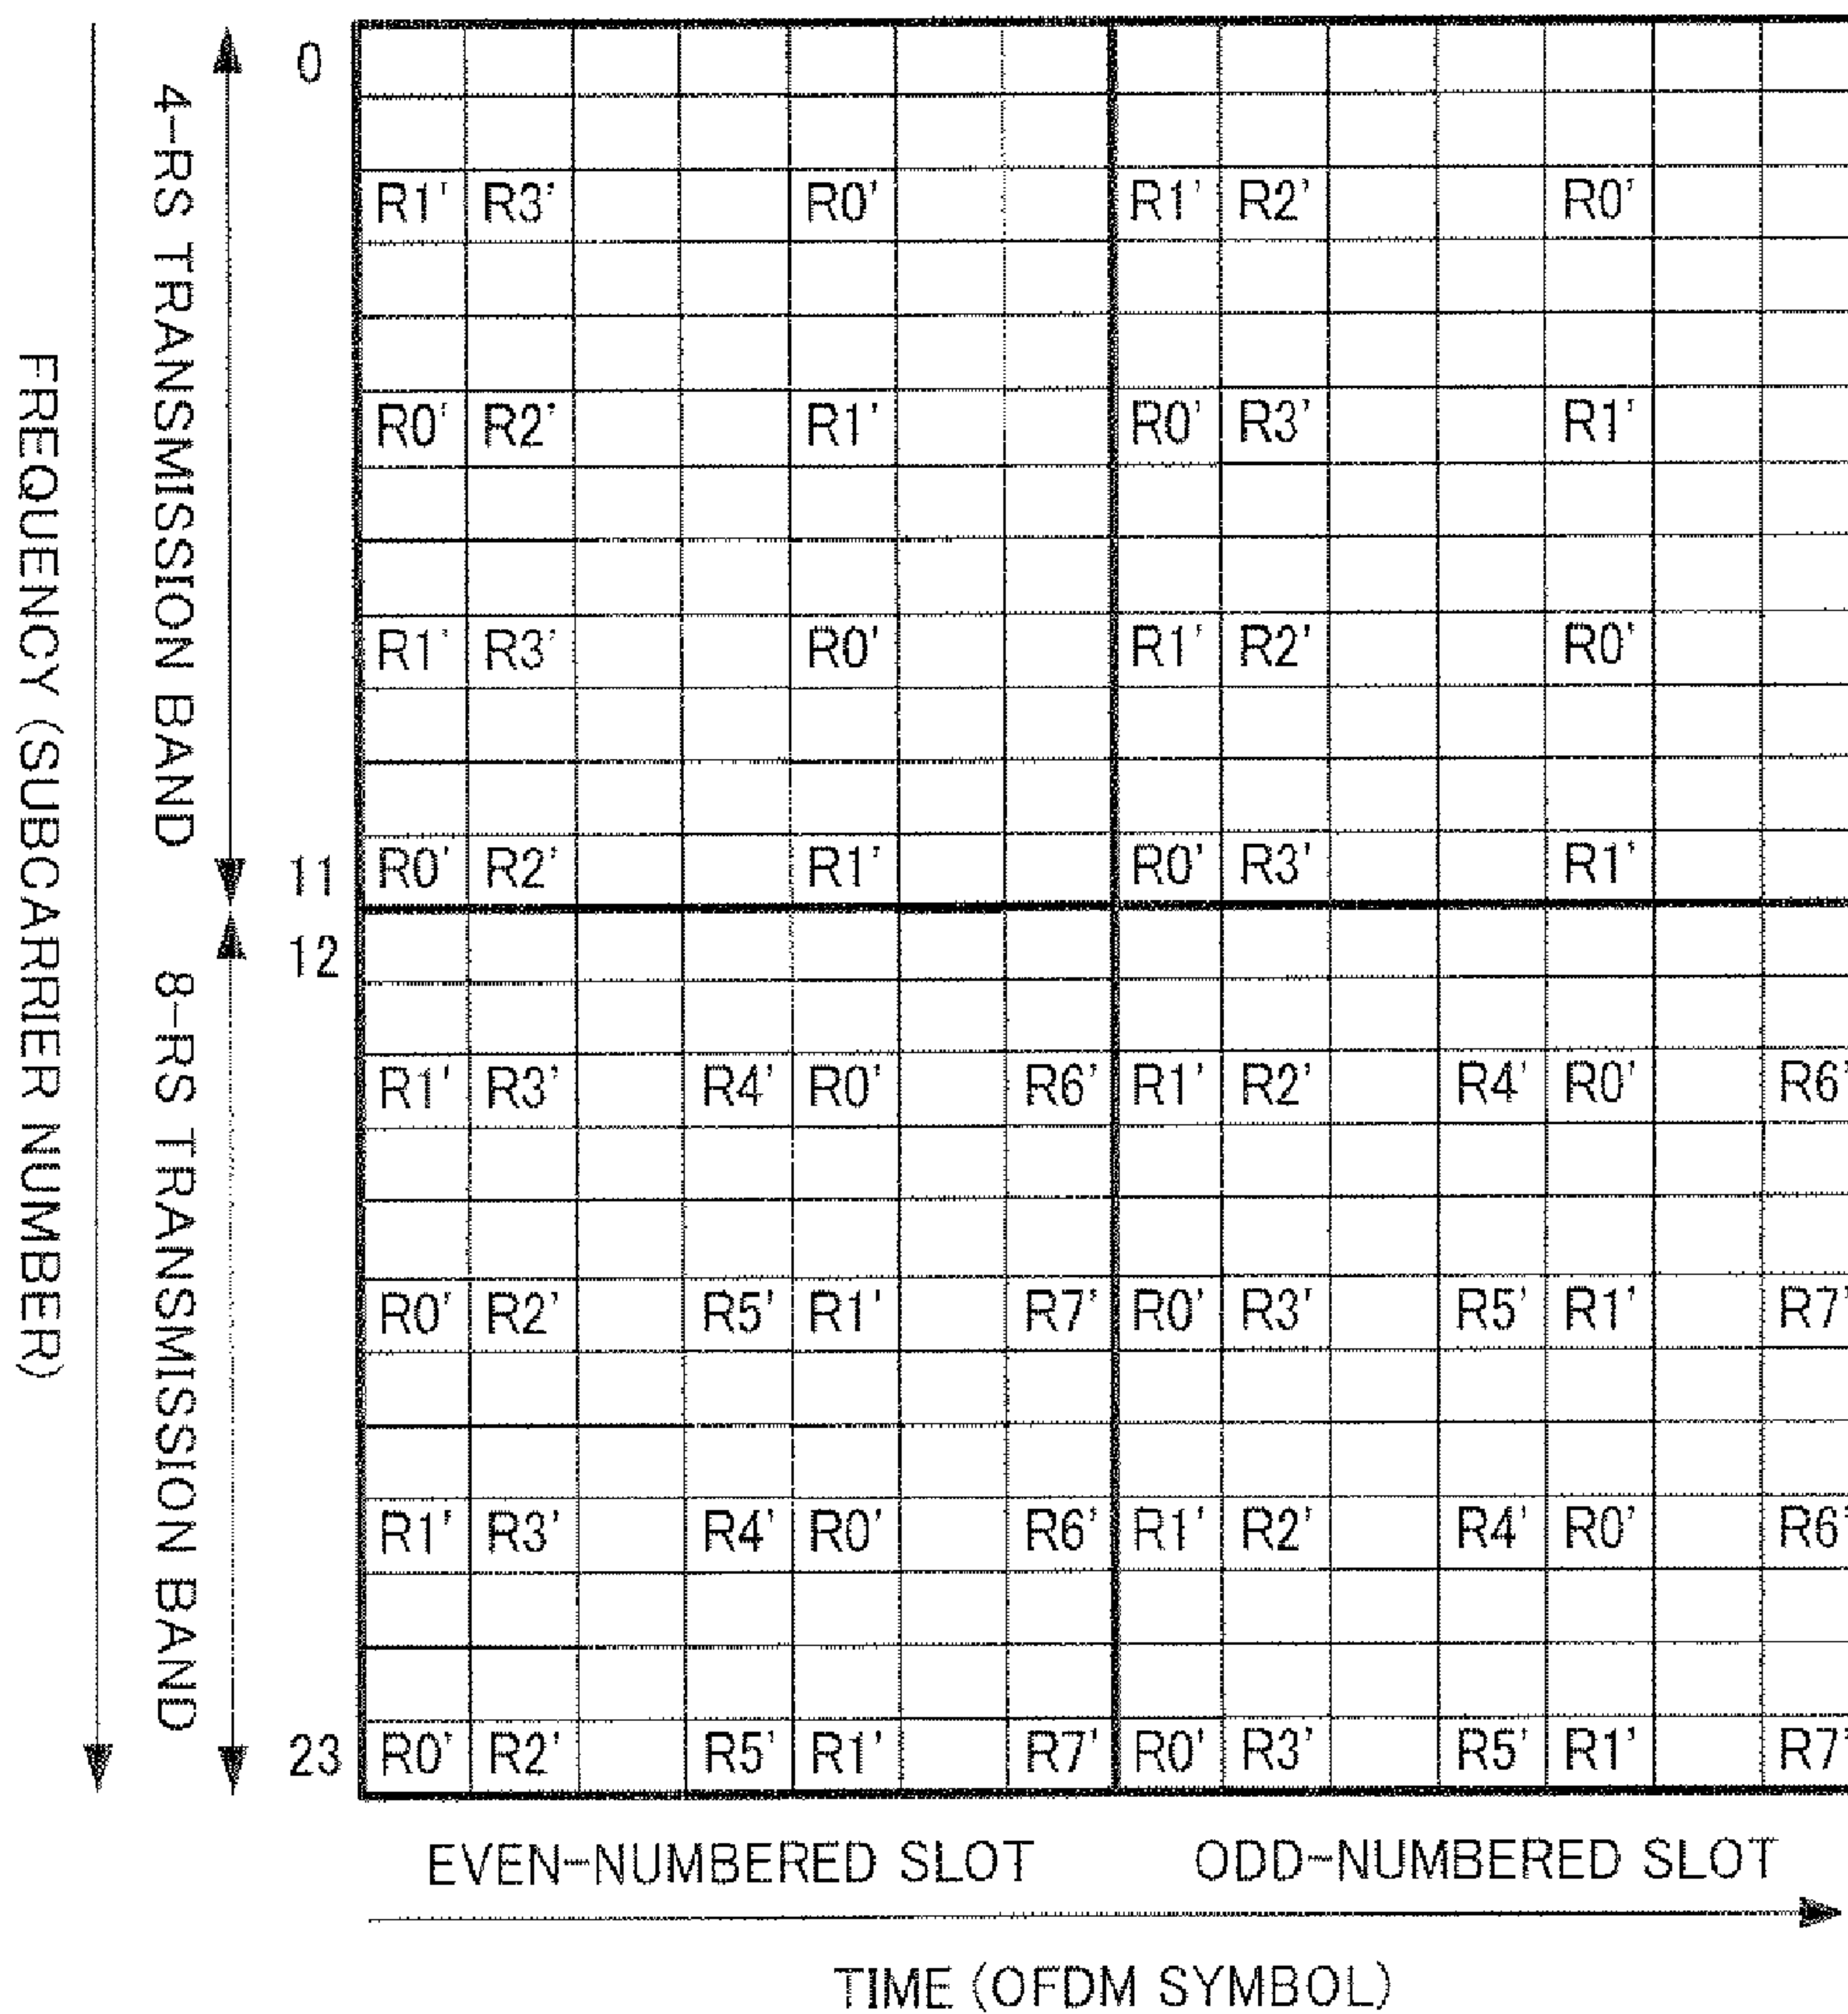 FREQUENCY (SUBCARRIER NUMBER)
4-RS TRANSMISSION BAND
8-RS TRANSMISSION BAND
0
R1' R3' R0' R1' R2' R0'
R0' R2' R1' R0' R3' R1'
R1' R3' R0' R1' R2' R0'
11 R0' R2' R1' R0' R3' R1'
12
R1' R3' R4' R0' R6' R1' R2' R4' R0' R6'
R0' R2' R5' R1' R7' R0' R3' R5' R1' R7'
R1' R3' R4' R0' R6' R1' R2' R4' R0' R6'
23 R0' R2' R5' R1' R7' R0' R3' R5' R1' R7'
EVEN-NUMBERED SLOT ODD-NUMBERED SLOT
TIME (OFDM SYMBOL)